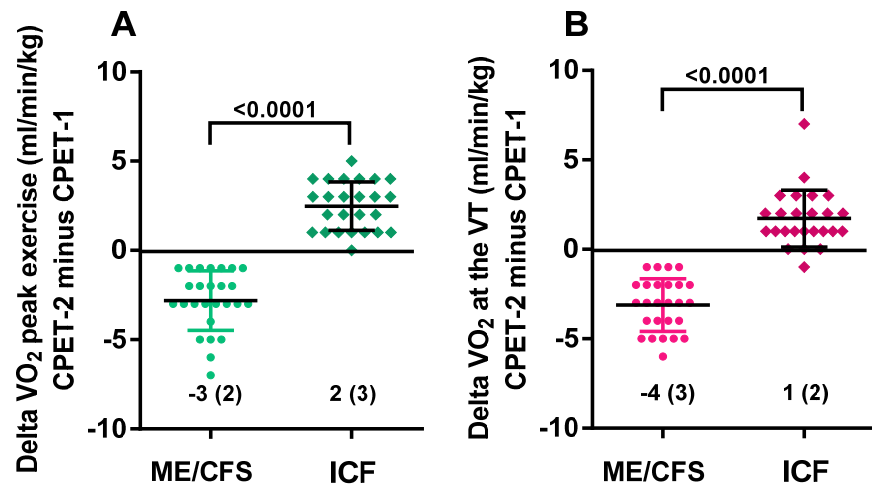 A
Delta VO2 peak exercise (ml/min/kg)
CPET-2 minus CPET-1
10
5
0
-5
-10
<0.0001
-3 (2)
2 (3)
ME/CFS
ICF
B
Delta VO2 at the VT (ml/min/kg)
CPET-2 minus CPET-1
10
5
0
-5
-10
<0.0001
-4 (3)
1 (2)
ME/CFS
ICF